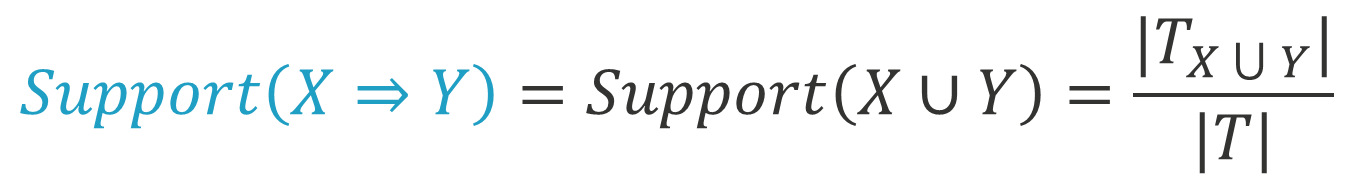 Support(X ⇒ Y) = Support(X ∪ Y) = |T_{X ∪ Y}| / |T|